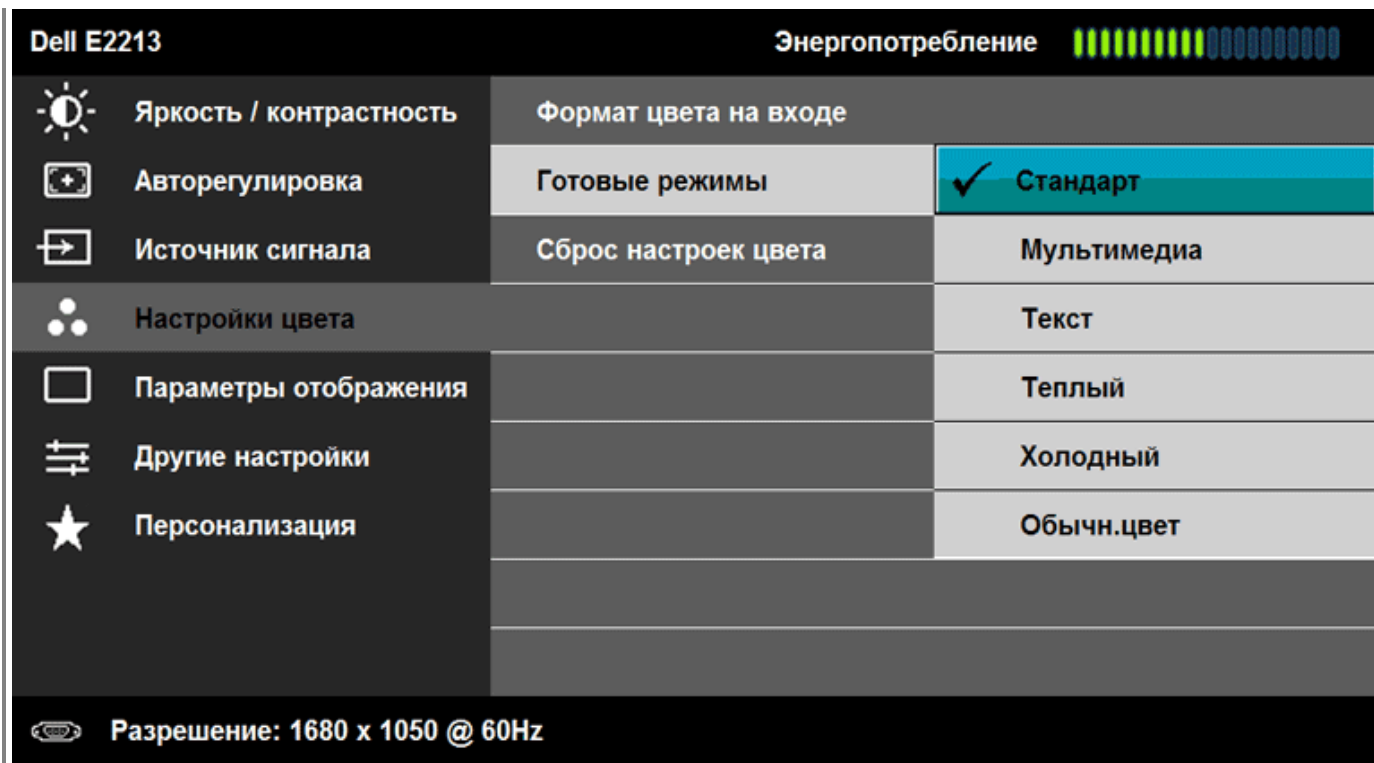 Dell E2213 Энергопотребление
Яркость / контрастность Формат цвета на входе
Авторегулировка Готовые режимы Стандарт
Источник сигнала Сброс настроек цвета Мультимедиа
Настройки цвета Текст
Параметры отображения Теплый
Другие настройки Холодный
Персонализация Обычн.цвет
Разрешение: 1680 x 1050 @ 60Hz